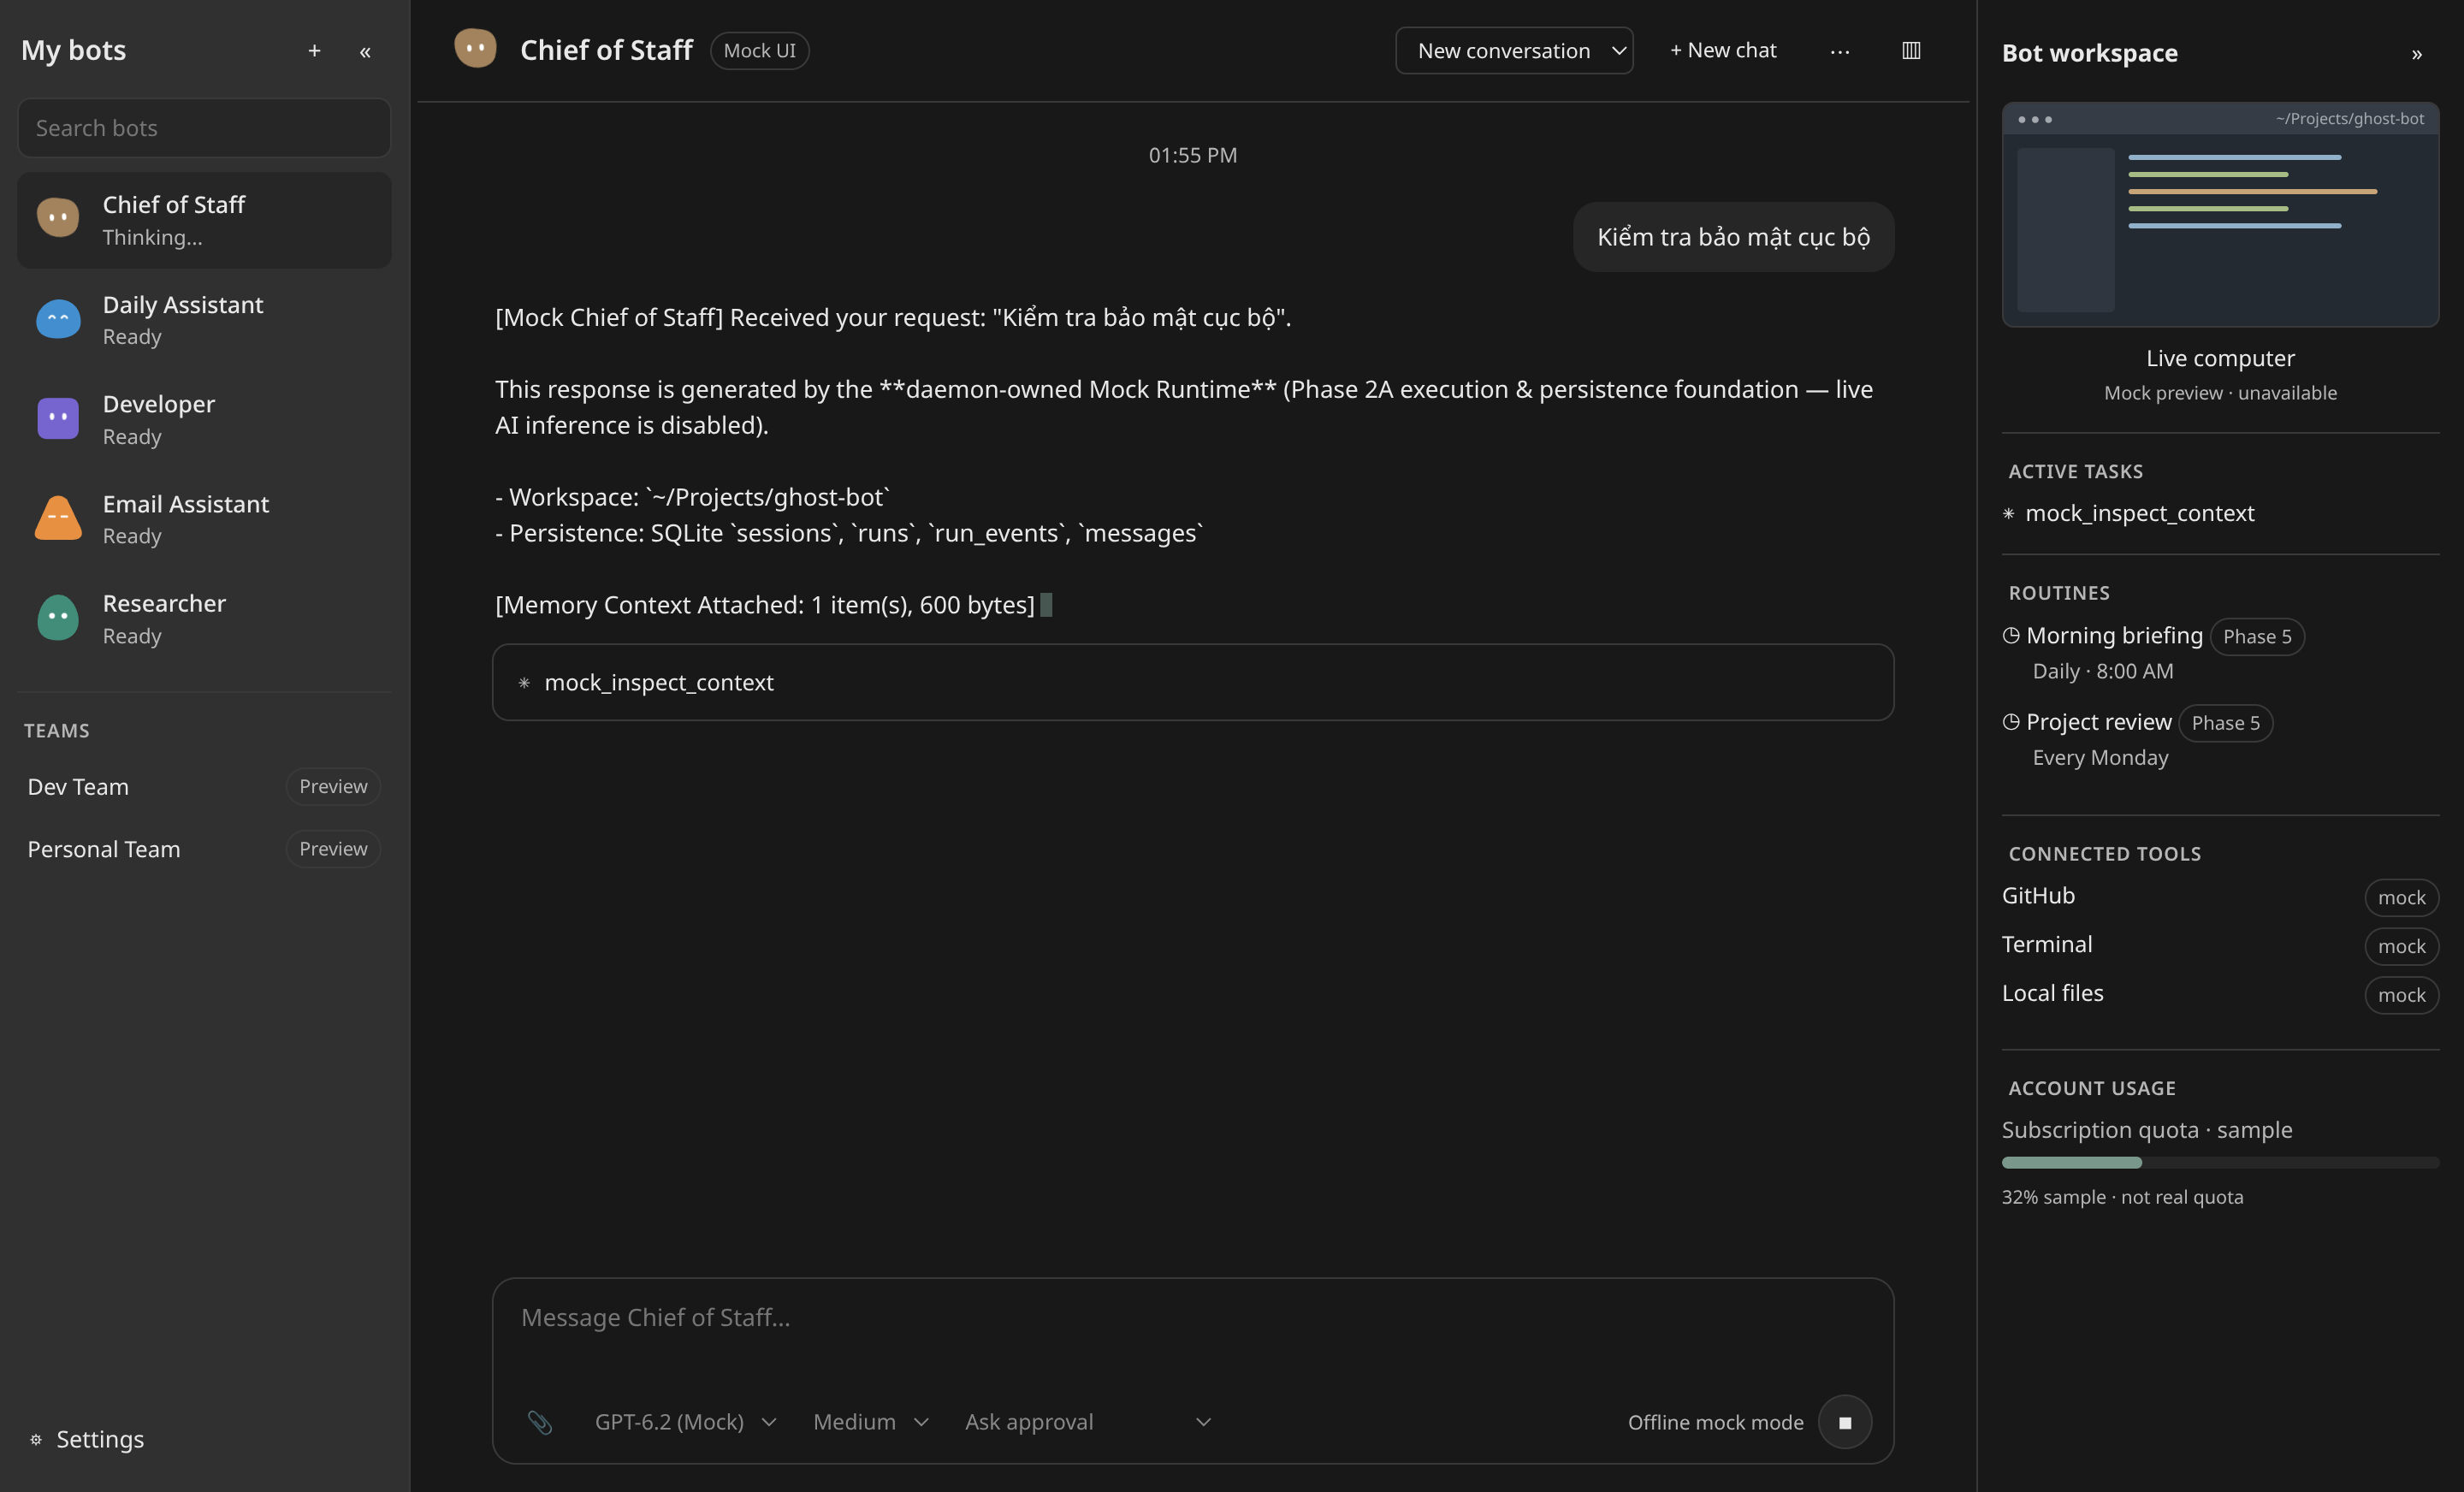 My bots
+
«
Search bots
Chief of Staff
Thinking...
Daily Assistant
Ready
Developer
Ready
Email Assistant
Ready
Researcher
Ready
TEAMS
Dev Team
Preview
Personal Team
Preview
Settings
Chief of Staff
Mock UI
New conversation
+ New chat
...
01:55 PM
Kiểm tra bảo mật cục bộ
[Mock Chief of Staff] Received your request: "Kiểm tra bảo mật cục bộ".
This response is generated by the **daemon-owned Mock Runtime** (Phase 2A execution & persistence foundation — live
AI inference is disabled).
- Workspace: `~/Projects/ghost-bot`
- Persistence: SQLite `sessions`, `runs`, `run_events`, `messages`
[Memory Context Attached: 1 item(s), 600 bytes]
mock_inspect_context
Message Chief of Staff...
GPT-6.2 (Mock)
Medium
Ask approval
Offline mock mode
Bot workspace
»
~/Projects/ghost-bot
Live computer
Mock preview · unavailable
ACTIVE TASKS
mock_inspect_context
ROUTINES
Morning briefing
Phase 5
Daily · 8:00 AM
Project review
Phase 5
Every Monday
CONNECTED TOOLS
GitHub
mock
Terminal
mock
Local files
mock
ACCOUNT USAGE
Subscription quota · sample
32% sample · not real quota